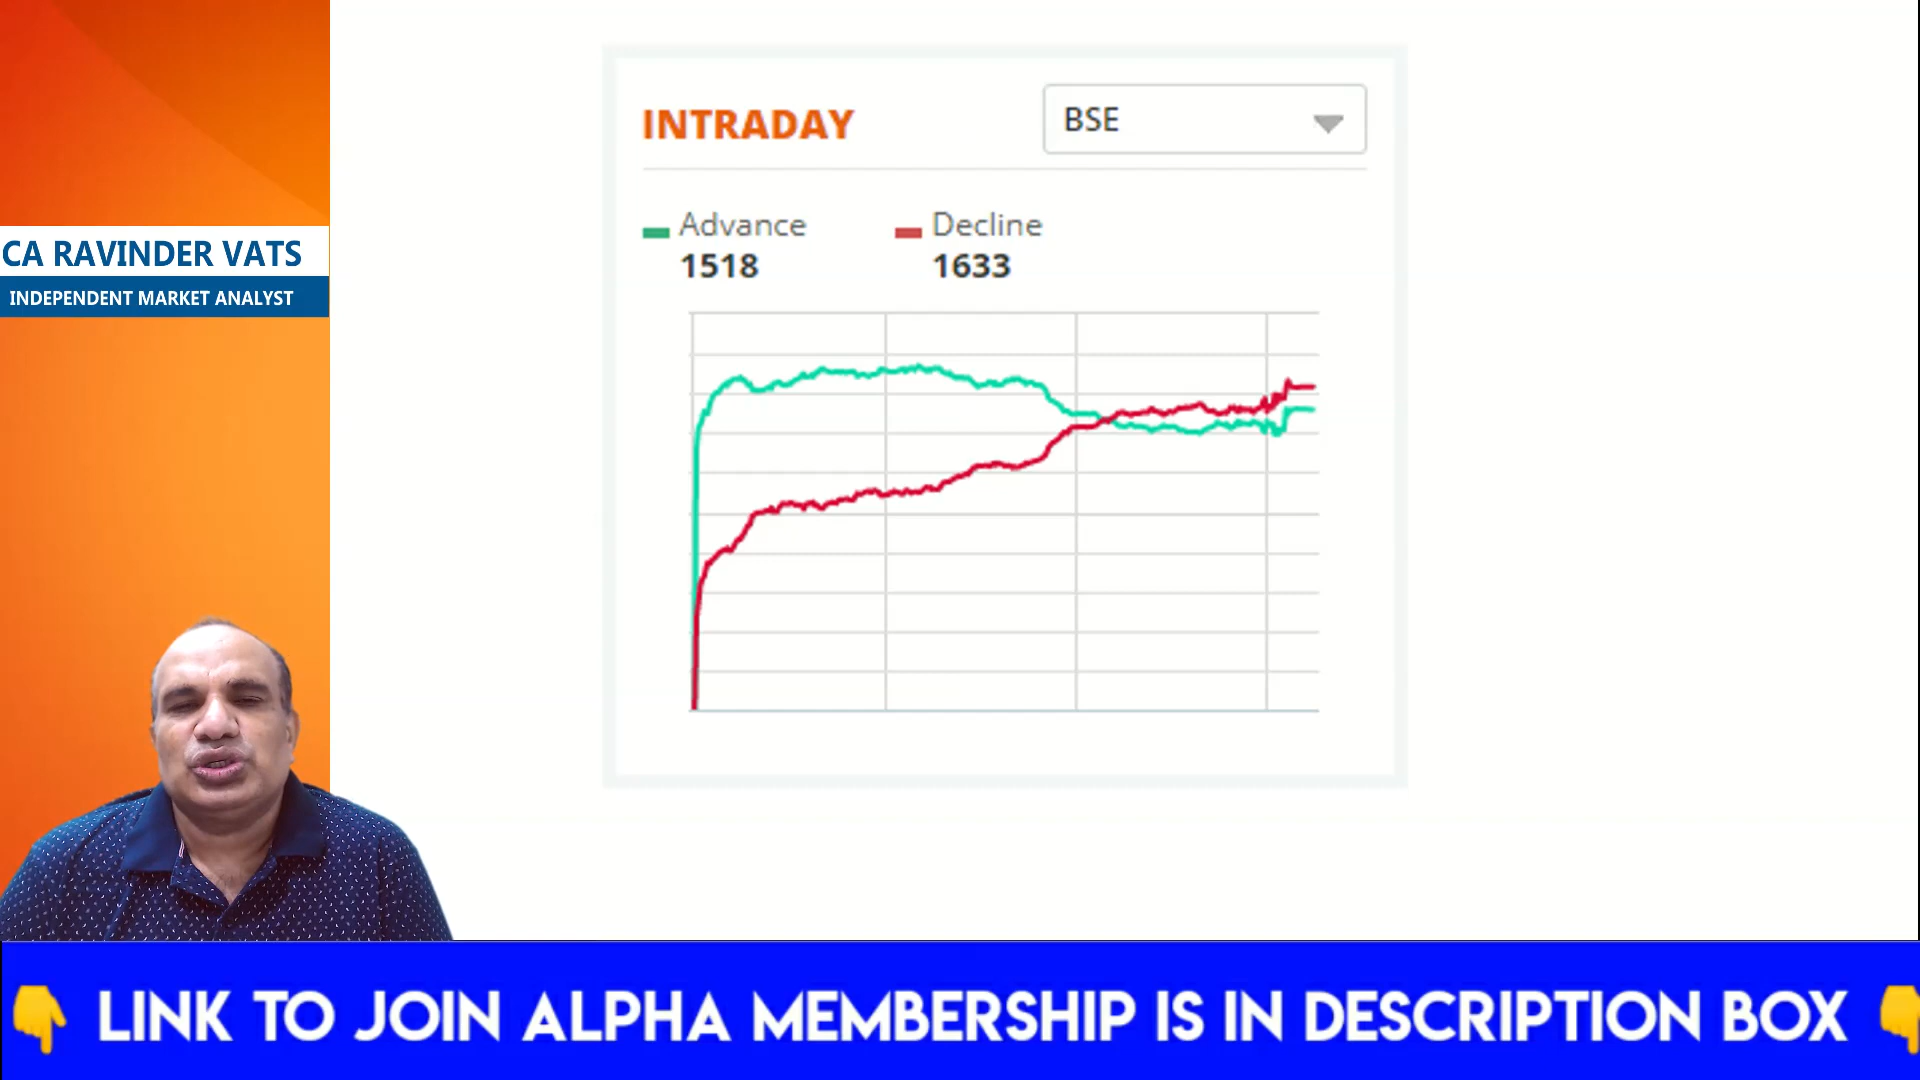 INTRADAY
BSE
Advance
1518
Decline
1633
CA RAVINDER VATS
INDEPENDENT MARKET ANALYST
LINK TO JOIN ALPHA MEMBERSHIP IS IN DESCRIPTION BOX